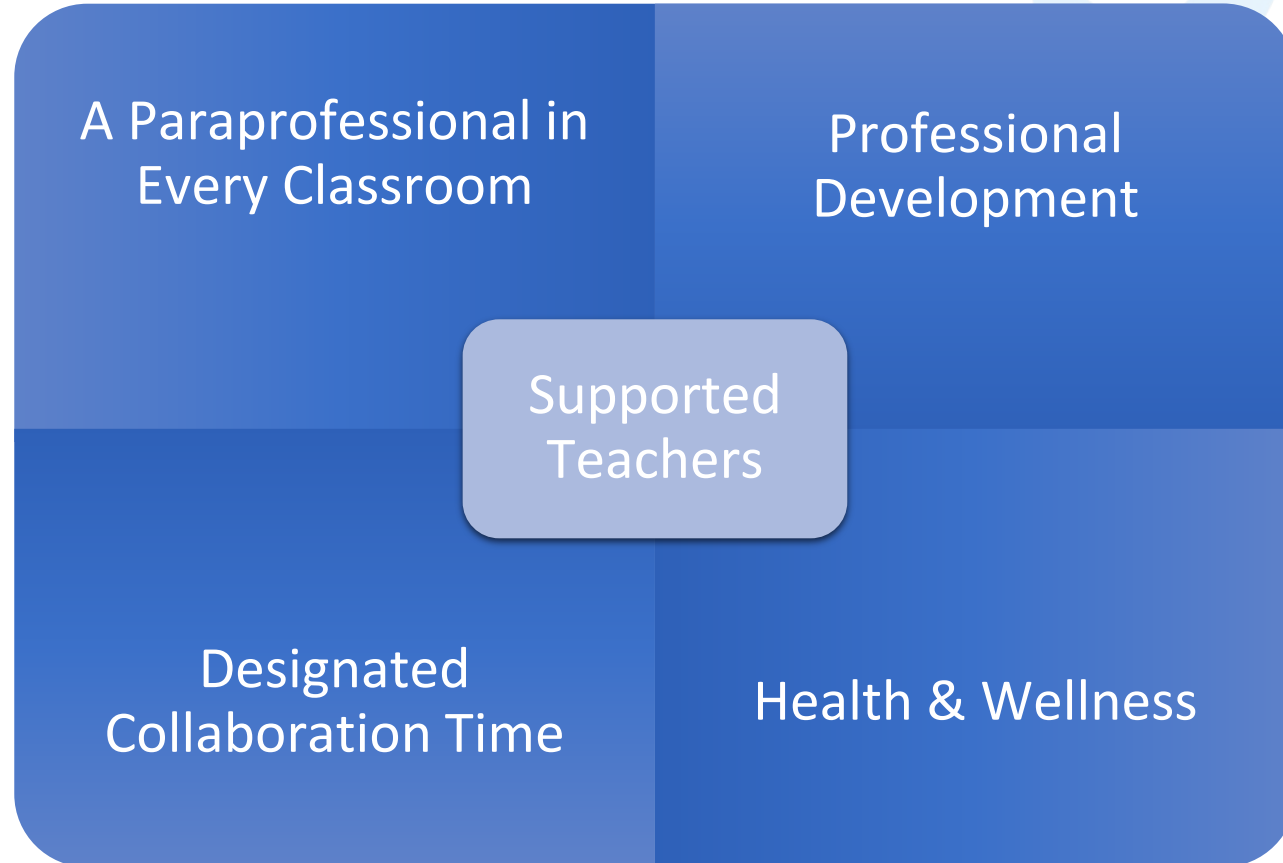 A Paraprofessional in
Every Classroom
Professional
Development
Supported
Teachers
Designated
Collaboration Time
Health & Wellness